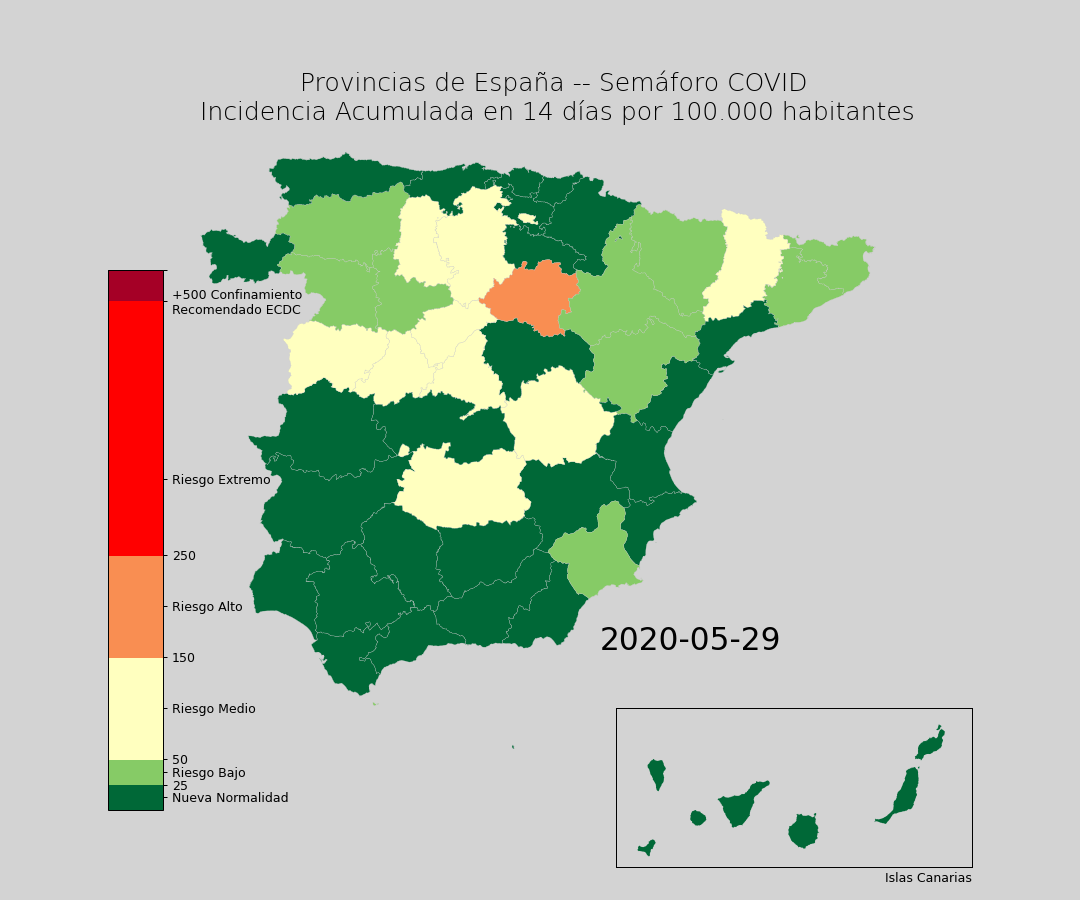 Provincias de España -- Semáforo COVID
Incidencia Acumulada en 14 días por 100.000 habitantes
+500 Confinamiento
Recomendado ECDC
Riesgo Extremo
250
Riesgo Alto
150
Riesgo Medio
50
Riesgo Bajo
25
Nueva Normalidad
2020-05-29
Islas Canarias